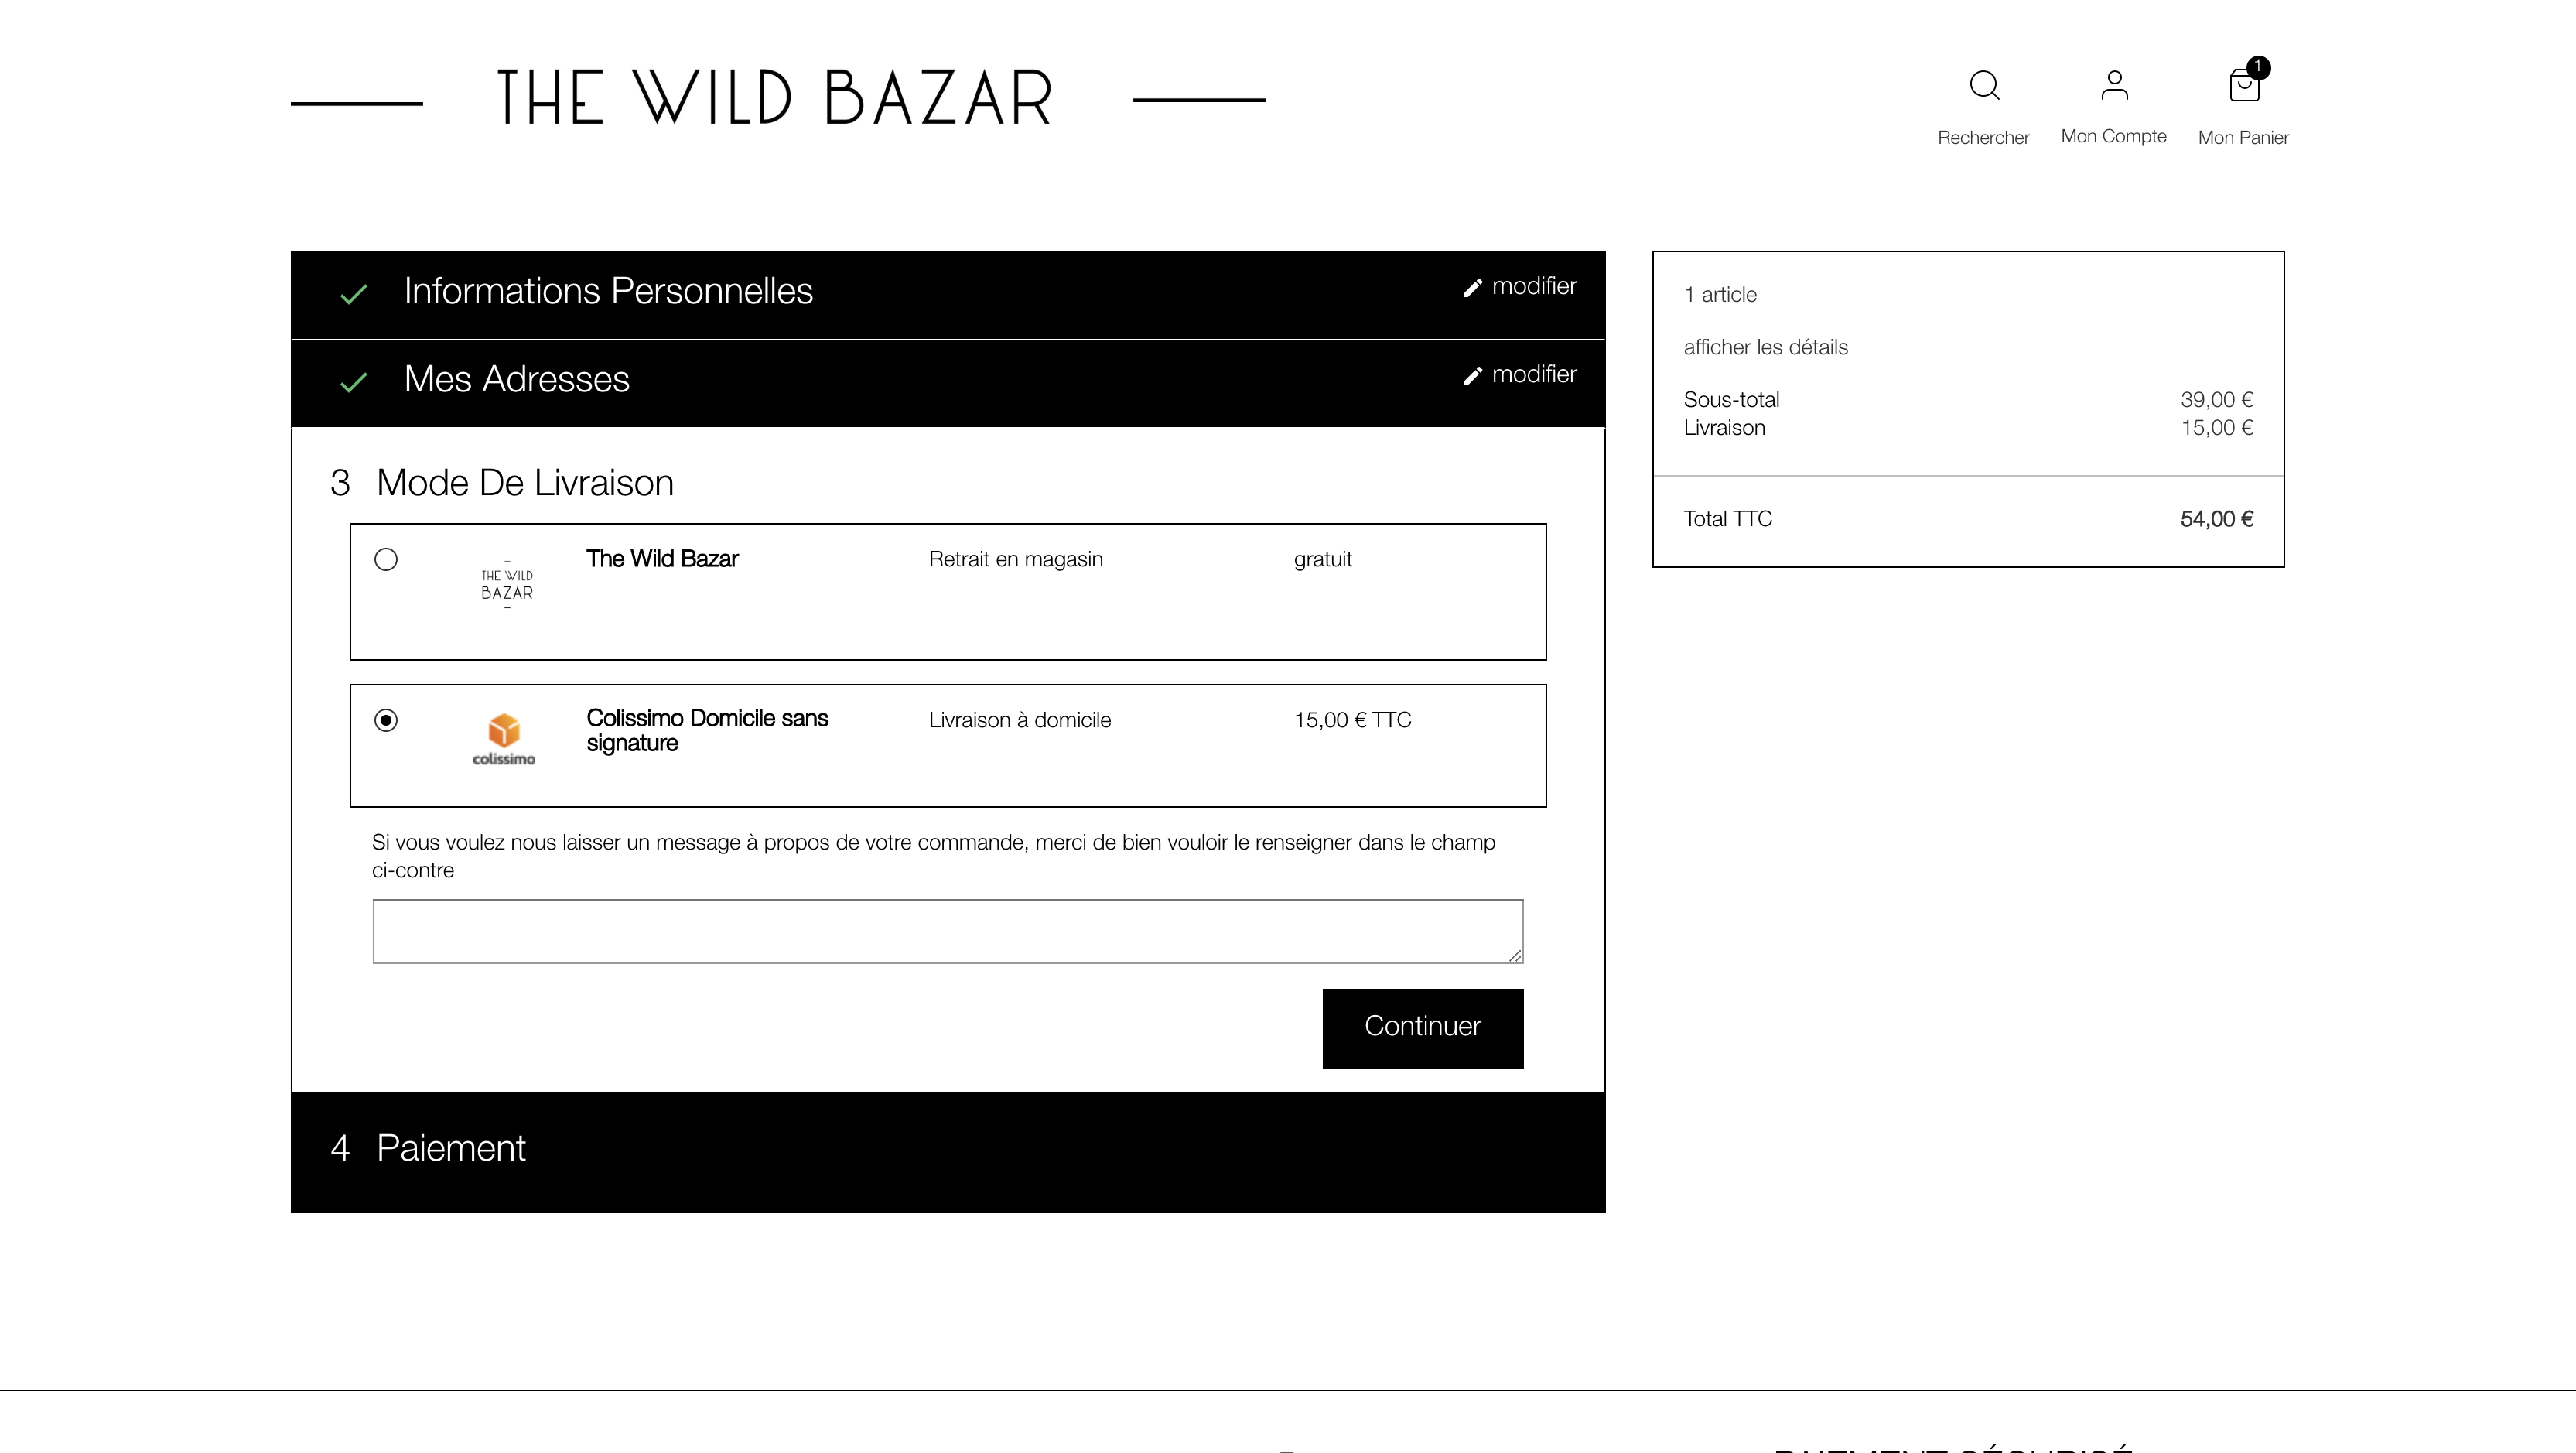 THE WILD BAZAR
Rechercher
Mon Compte
1
Mon Panier
Informations Personnelles
modifier
Mes Adresses
modifier
3 Mode De Livraison
THE WILD
BAZAR
The Wild Bazar
Retrait en magasin
gratuit
colissimo
Colissimo Domicile sans
signature
Livraison à domicile
15,00 € TTC
Si vous voulez nous laisser un message à propos de votre commande, merci de bien vouloir le renseigner dans le champ
ci-contre
Continuer
4 Paiement
1 article
afficher les détails
Sous-total 39,00 €
Livraison 15,00 €
Total TTC 54,00 €
PAIEMENT SÉCURISÉ